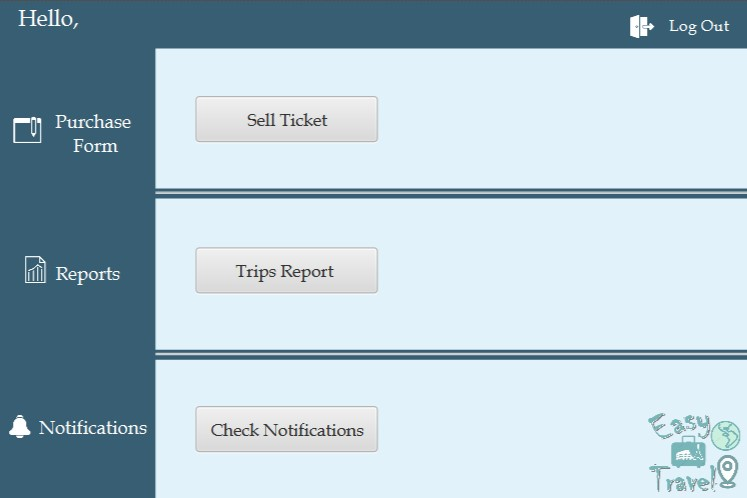 Hello,
Log Out
Purchase
Form
Sell Ticket
Reports
Trips Report
Notifications
Check Notifications
Easy
Travel